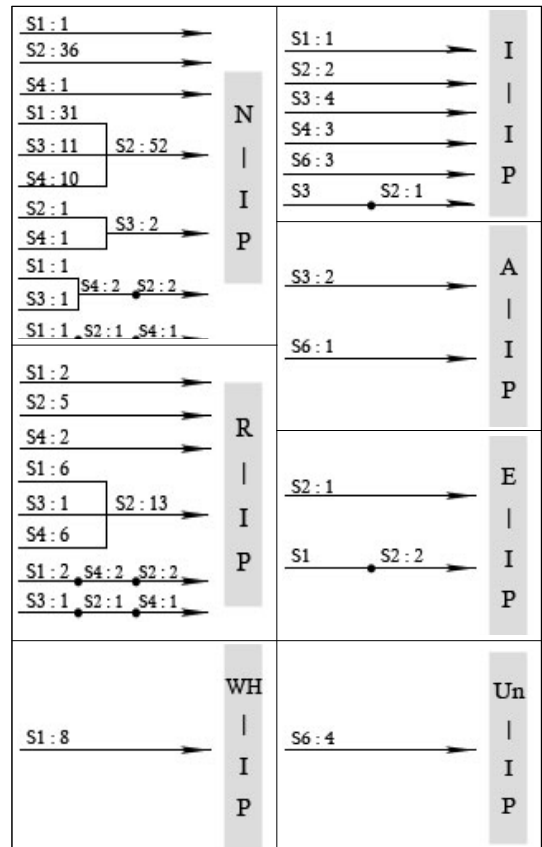 S1 : 1
S2 : 36
S4 : 1
S1 : 31
S3 : 11 S2 : 52
S4 : 10
S2 : 1
S4 : 1 S3 : 2
S1 : 1
S3 : 1 S4 : 2 S2 : 2
S1 : 1 S2 : 1 S4 : 1
N
|
I
P
S1 : 1
S2 : 2
S3 : 4
S4 : 3
S6 : 3
S3 S2 : 1
I
|
I
P
S3 : 2
S6 : 1
A
|
I
P
S1 : 2
S2 : 5
S4 : 2
S1 : 6
S3 : 1 S2 : 13
S4 : 6
S1 : 2 S4 : 2 S2 : 2
S3 : 1 S2 : 1 S4 : 1
R
|
I
P
S2 : 1
S1 S2 : 2
E
|
I
P
S1 : 8
WH
|
I
P
S6 : 4
Un
|
I
P